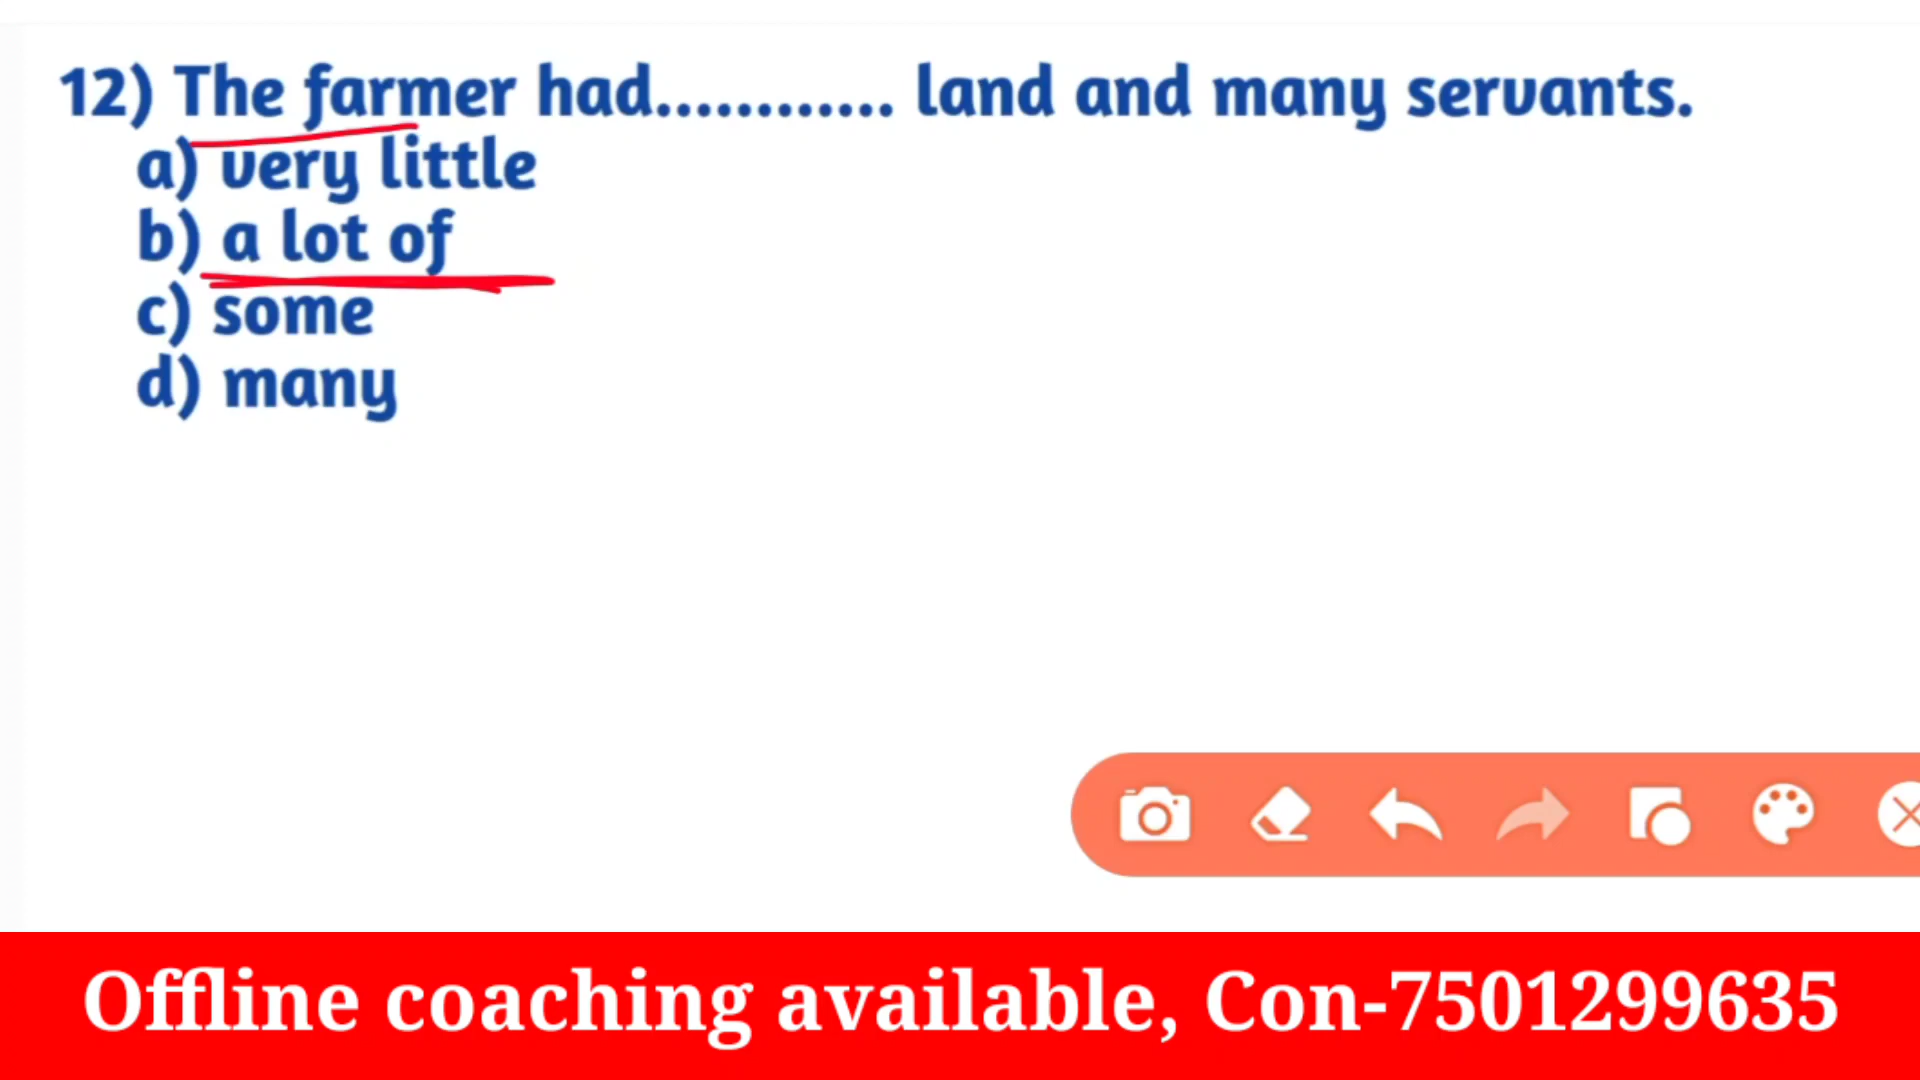 12) The farmer had............ land and many servants.
a) very little
b) a lot of
c) some
d) many
Offline coaching available, Con-7501299635